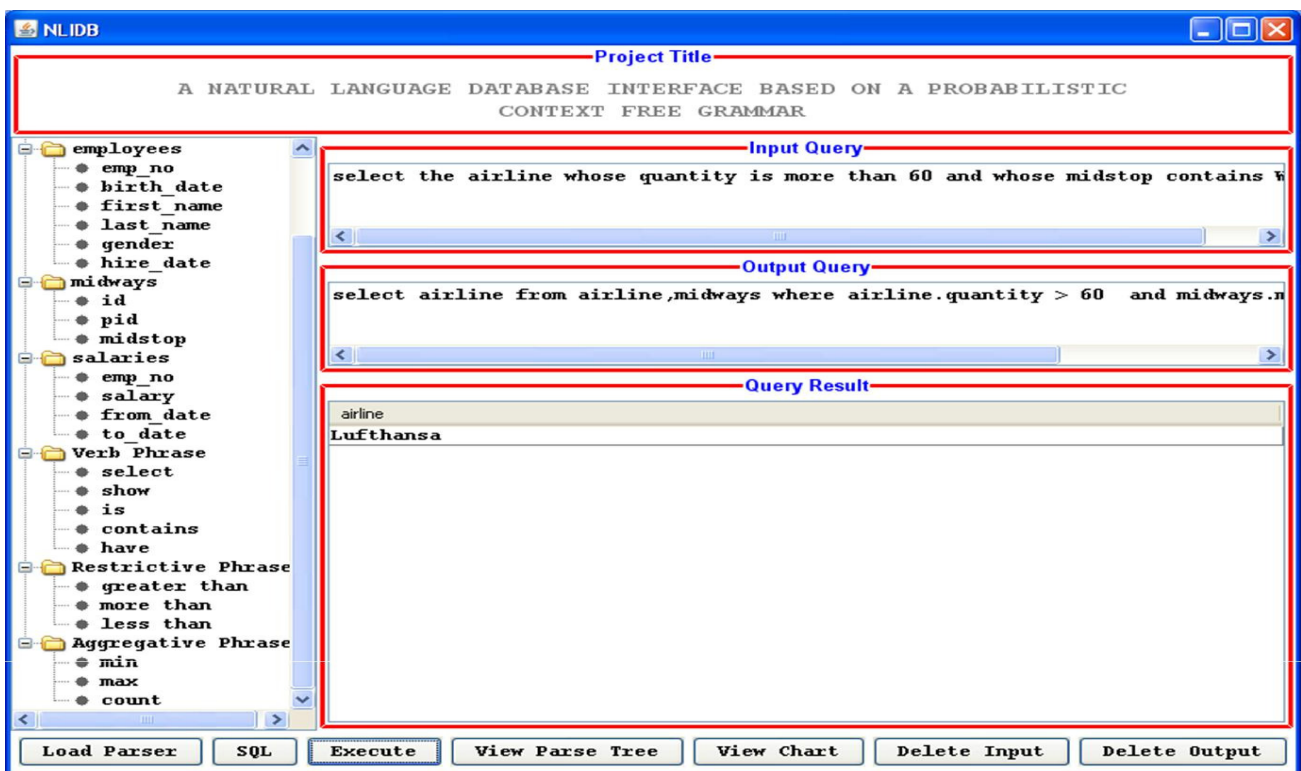 NLIDB
Project Title
A NATURAL LANGUAGE DATABASE INTERFACE BASED ON A PROBABILISTIC
CONTEXT FREE GRAMMAR
employees
emp_no
birth_date
first_name
last_name
gender
hire_date
midways
id
pid
midstop
salaries
emp_no
salary
from_date
to_date
Verb Phrase
select
show
is
contains
have
Restrictive Phrase
greater than
more than
less than
Aggregative Phrase
min
max
count
Input Query
select the airline whose quantity is more than 60 and whose midstop contains
Output Query
select airline from airline,midways where airline.quantity > 60 and midways.
Query Result
airline
Lufthansa
Load Parser
SQL
Execute
View Parse Tree
View Chart
Delete Input
Delete Output